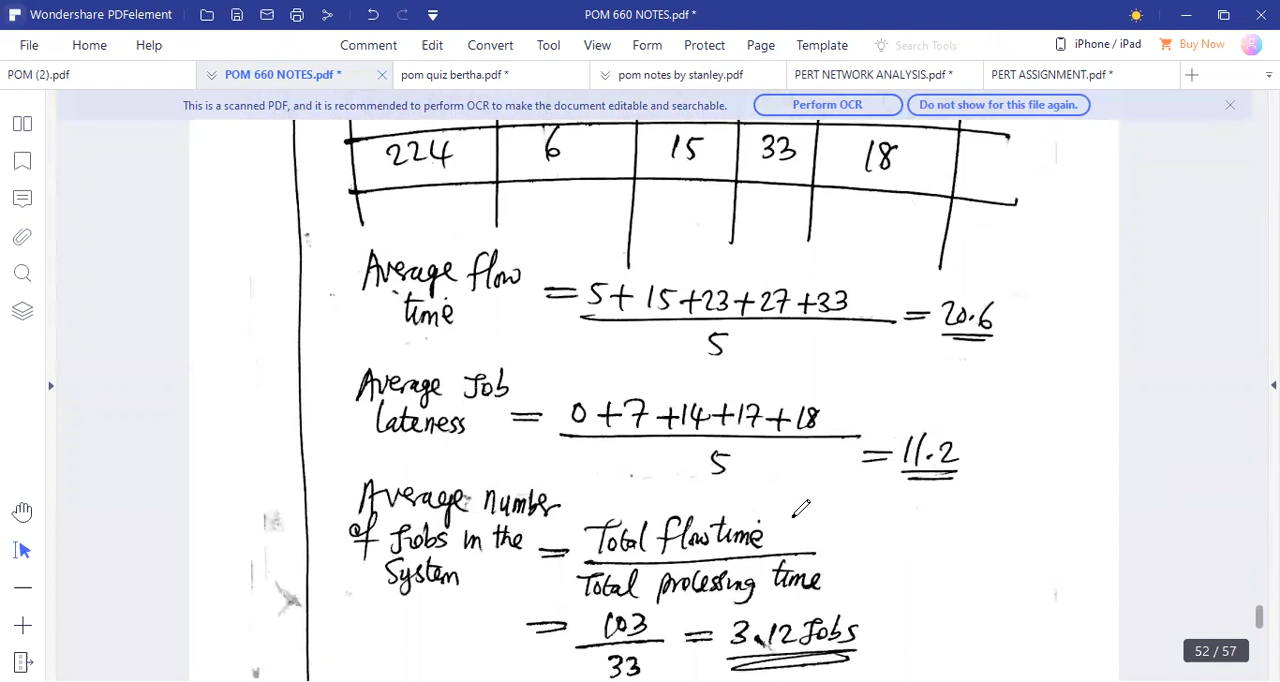 Wondershare PDFelement
POM 660 NOTES.pdf *
File Home Help Comment Edit Convert Tool View Form Protect Page Template Search Tools iPhone / iPad Buy Now
POM (2).pdf POM 660 NOTES.pdf * pom quiz bertha.pdf * pom notes by stanley.pdf PERT NETWORK ANALYSIS.pdf * PERT ASSIGNMENT.pdf *
This is a scanned PDF, and it is recommended to perform OCR to make the document editable and searchable. Perform OCR Do not show for this file again.
224 6 15 33 18
Average flow
time = 5 + 15 + 23 + 27 + 33 = 20.6
5
Average Job
lateness = 0 + 7 + 14 + 17 + 18 = 11.2
5
Average number
of Jobs in the = Total flowtime
System Total processing time
= 103 = 3.12 Jobs
33
52 / 57